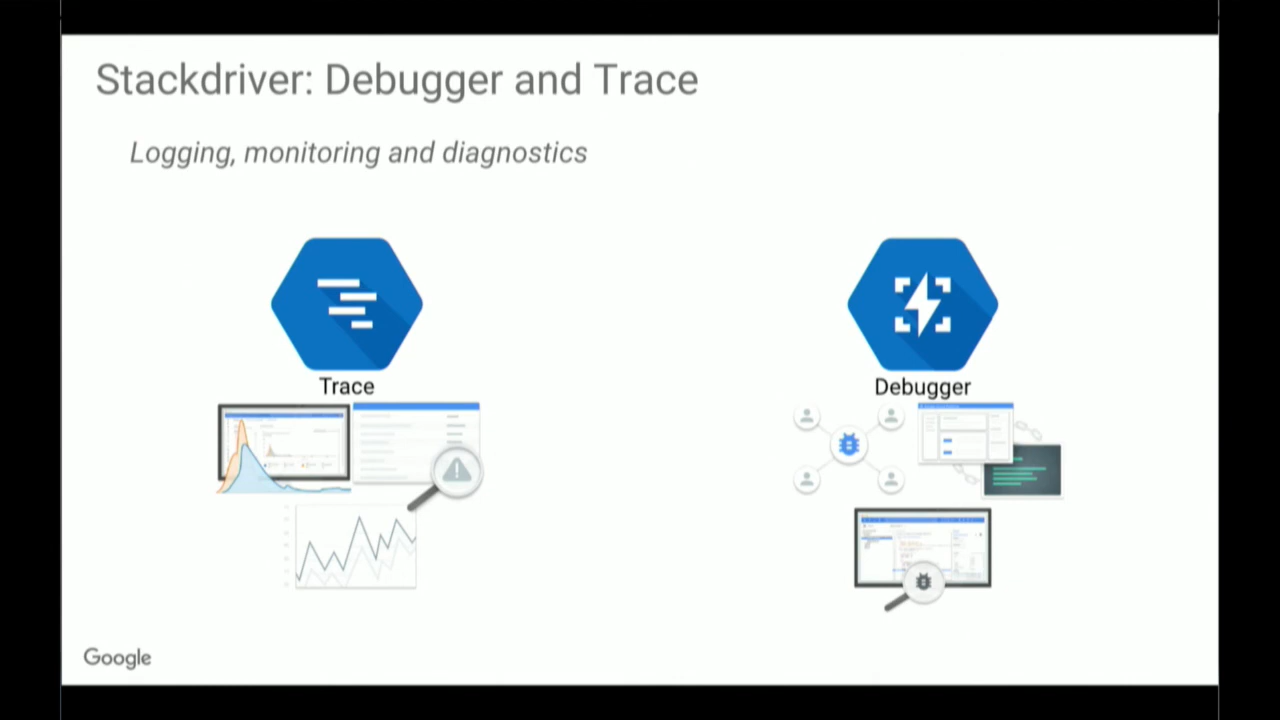 Stackdriver: Debugger and Trace
Logging, monitoring and diagnostics
Trace
Debugger
Google